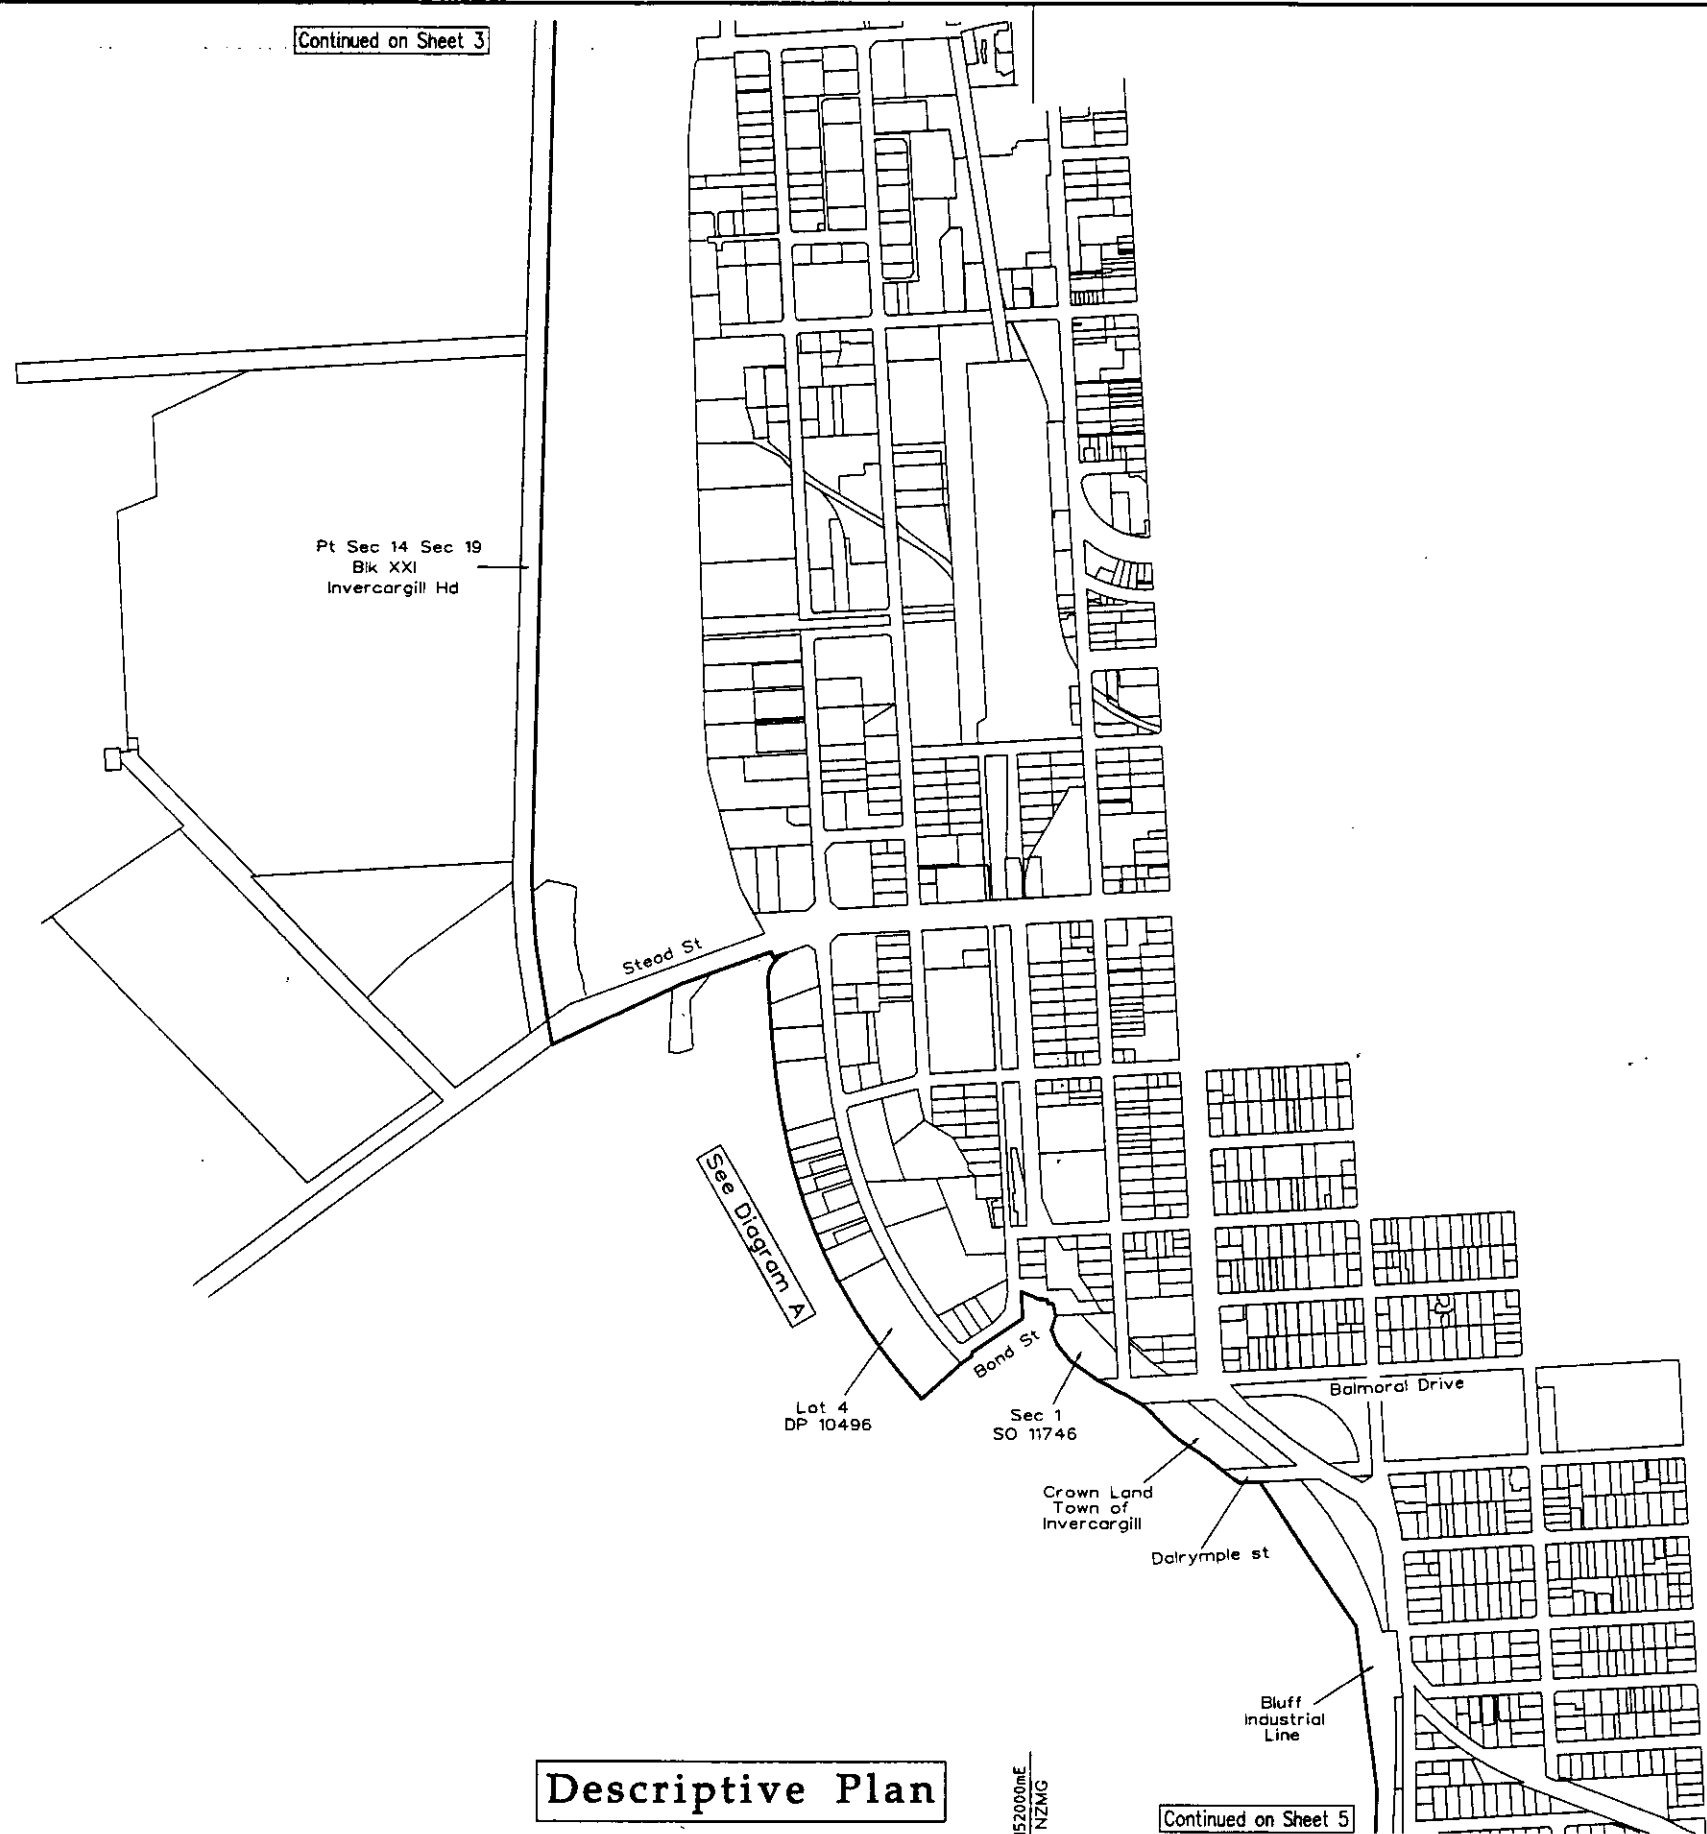 Continued on Sheet 3
Pt Sec 14 Sec 19
Blk XXI
Invercargill Hd
Stead St
See Diagram A
Bond St
Lot 4
DP 10496
Sec 1
SO 11746
Balmoral Drive
Crown Land
Town of
Invercargill
Dalrymple st
Bluff
Industrial
Line
Descriptive Plan
NZMG
Continued on Sheet 5